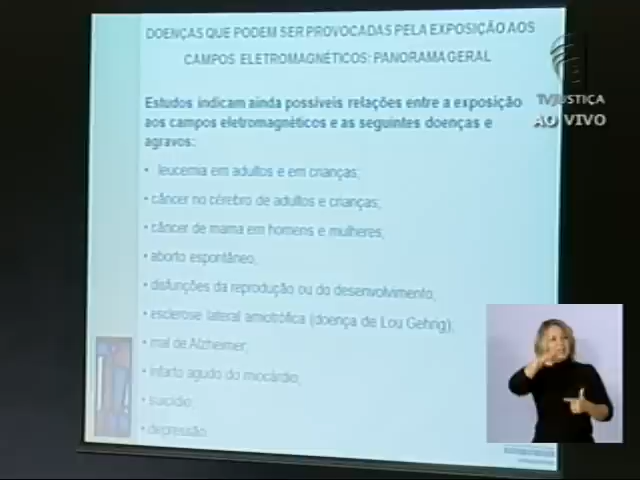 DOENÇAS QUE PODEM SER PROVOCADAS PELA EXPOSIÇÃO AOS
CAMPOS ELETROMAGNÉTICOS: PANORAMA GERAL
TVJUSTIÇA
AO VIVO
Estudos indicam ainda possíveis relações entre a exposição
aos campos eletromagnéticos e as seguintes doenças e
agravos:
• leucemia em adultos e em crianças;
• câncer no cérebro de adultos e crianças;
• câncer de mama em homens e mulheres;
• aborto espontâneo;
• disfunções da reprodução ou do desenvolvimento;
• esclerose lateral amiotrófica (doença de Lou Gehrig);
• mal de Alzheimer;
• infarto agudo do miocárdio;
• suicídio;
• depressão.